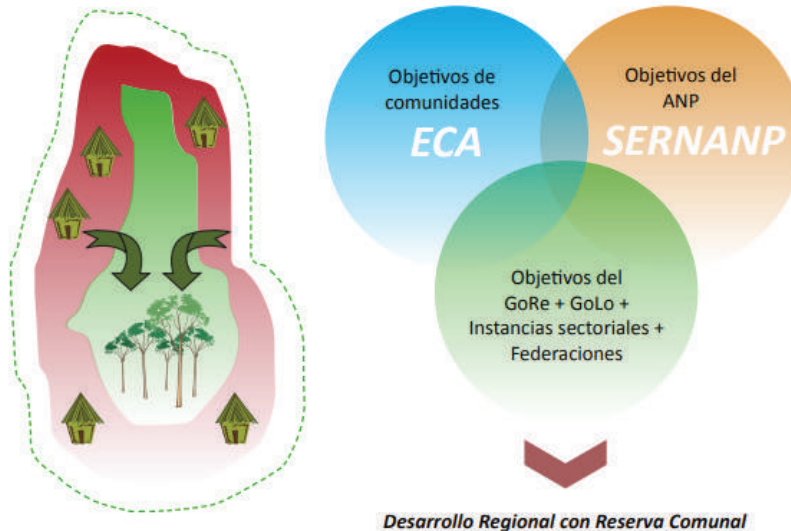 Objetivos de
comunidades
ECA
Objetivos del
ANP
SERNANP
Objetivos del
GoRe + GoLo +
Instancias sectoriales +
Federaciones
Desarrollo Regional con Reserva Comunal